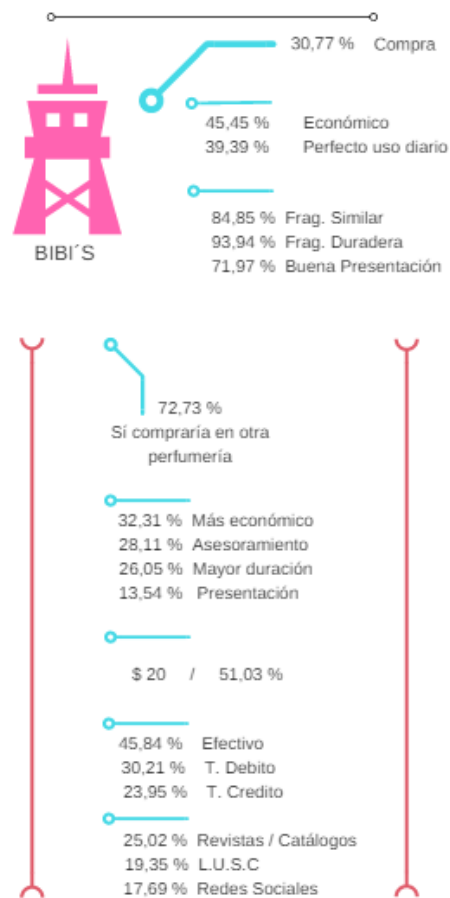 30,77 % Compra
45,45 % Económico
39,39 % Perfecto uso diario
84,85 % Frag. Similar
93,94 % Frag. Duradera
71,97 % Buena Presentación
BIBI´S
72,73 %
Sí compraría en otra
perfumería
32,31 % Más económico
28,11 % Asesoramiento
26,05 % Mayor duración
13,54 % Presentación
$ 20 / 51,03 %
45,84 % Efectivo
30,21 % T. Debito
23,95 % T. Credito
25,02 % Revistas / Catálogos
19,35 % L.U.S.C
17,69 % Redes Sociales